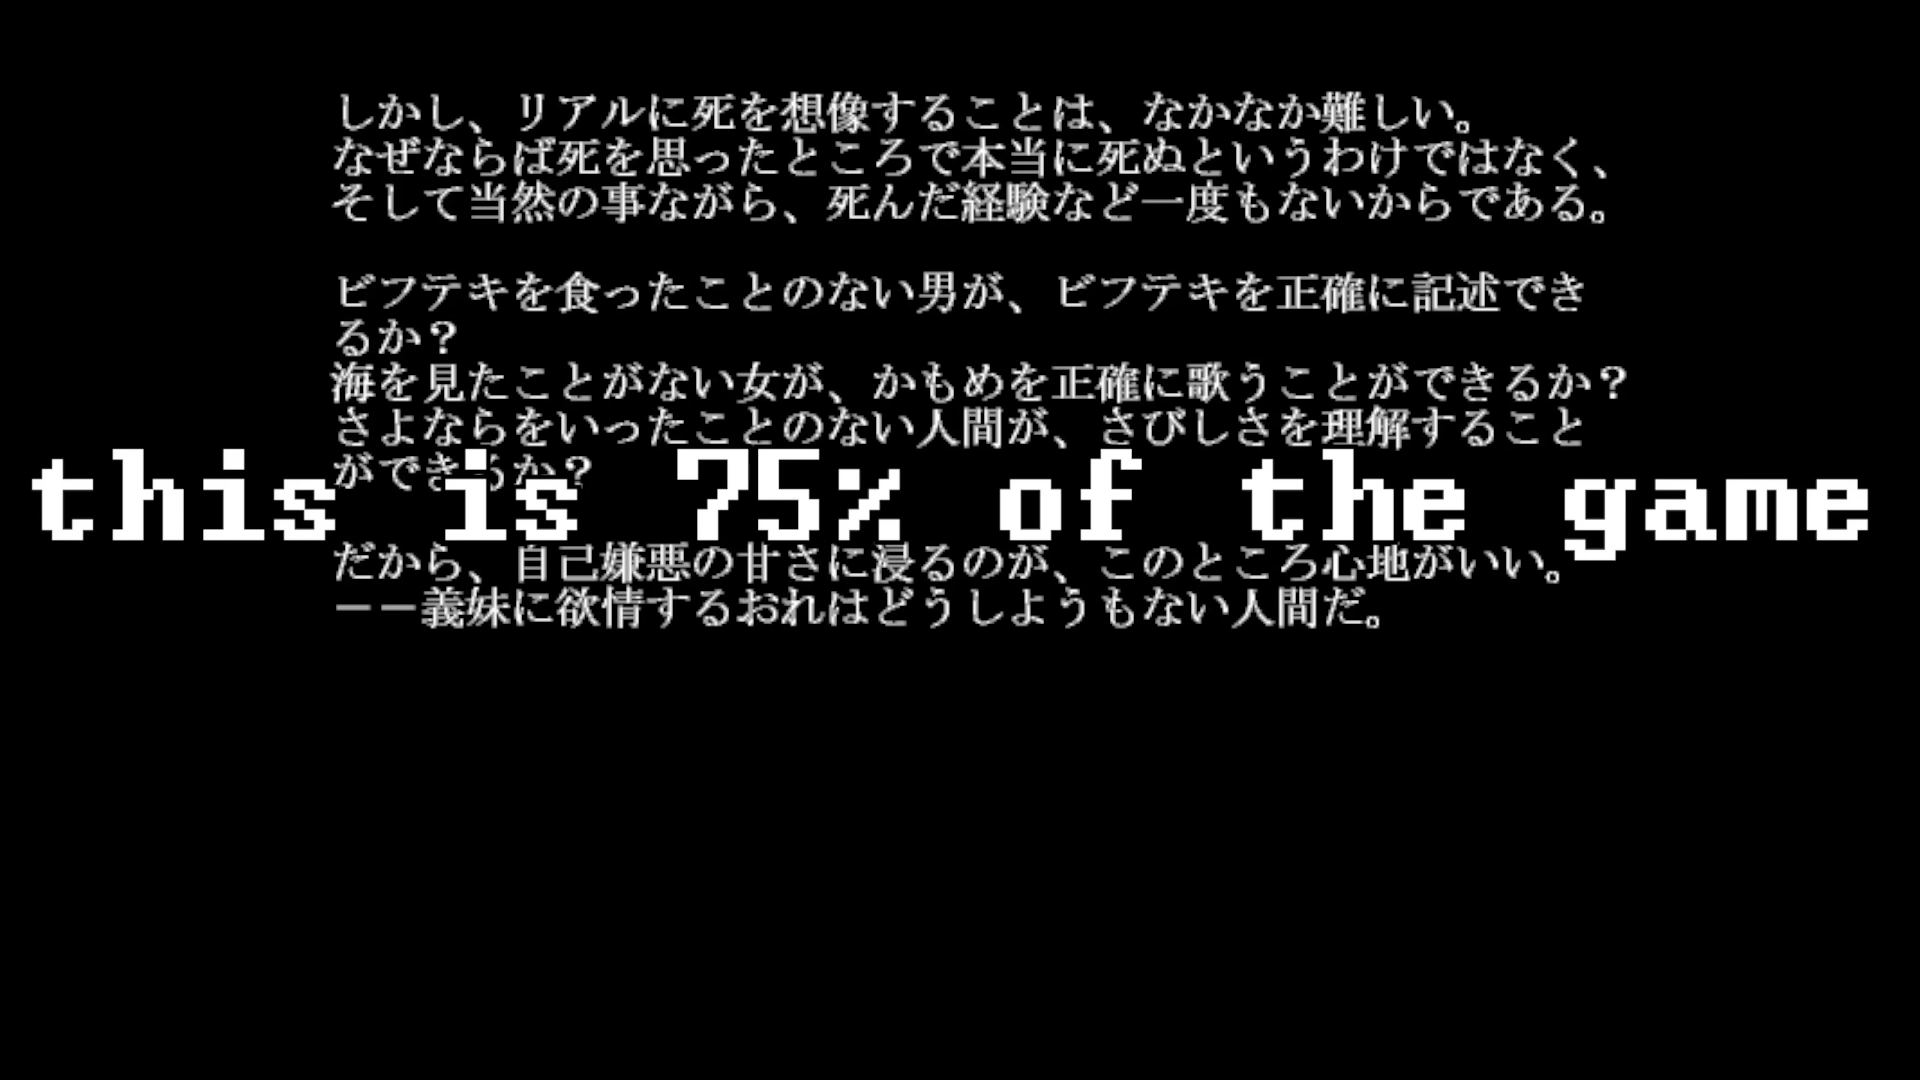 しかし、リアルに死を想像することは、なかなか難しい。
なぜならば死を思ったところで本当に死ぬというわけではなく、
そして当然の事ながら、死んだ経験など一度もないからである。
ビフテキを食ったことのない男が、ビフテキを正確に記述でき
るか？
海を見たことがない女が、かもめを正確に歌うことができるか？
さよならをいったことのない人間が、さびしさを理解すること
ができるか？
this is 75% of the game
だから、自己嫌悪の甘さに浸るのが、このところ心地がいい。
－－義妹に欲情するおれはどうしようもない人間だ。